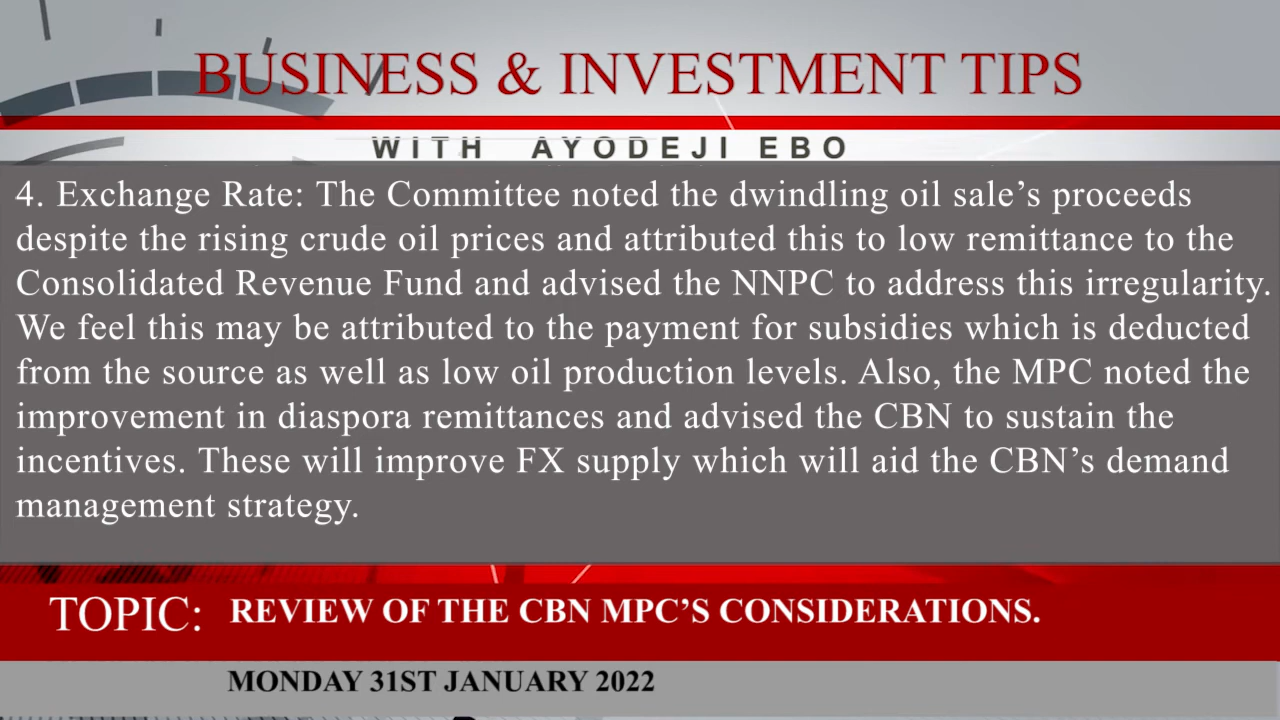 BUSINESS & INVESTMENT TIPS
WITH AYODEJI EBO
4. Exchange Rate: The Committee noted the dwindling oil sale’s proceeds
despite the rising crude oil prices and attributed this to low remittance to the
Consolidated Revenue Fund and advised the NNPC to address this irregularity.
We feel this may be attributed to the payment for subsidies which is deducted
from the source as well as low oil production levels. Also, the MPC noted the
improvement in diaspora remittances and advised the CBN to sustain the
incentives. These will improve FX supply which will aid the CBN’s demand
management strategy.
TOPIC: REVIEW OF THE CBN MPC’S CONSIDERATIONS.
MONDAY 31ST JANUARY 2022